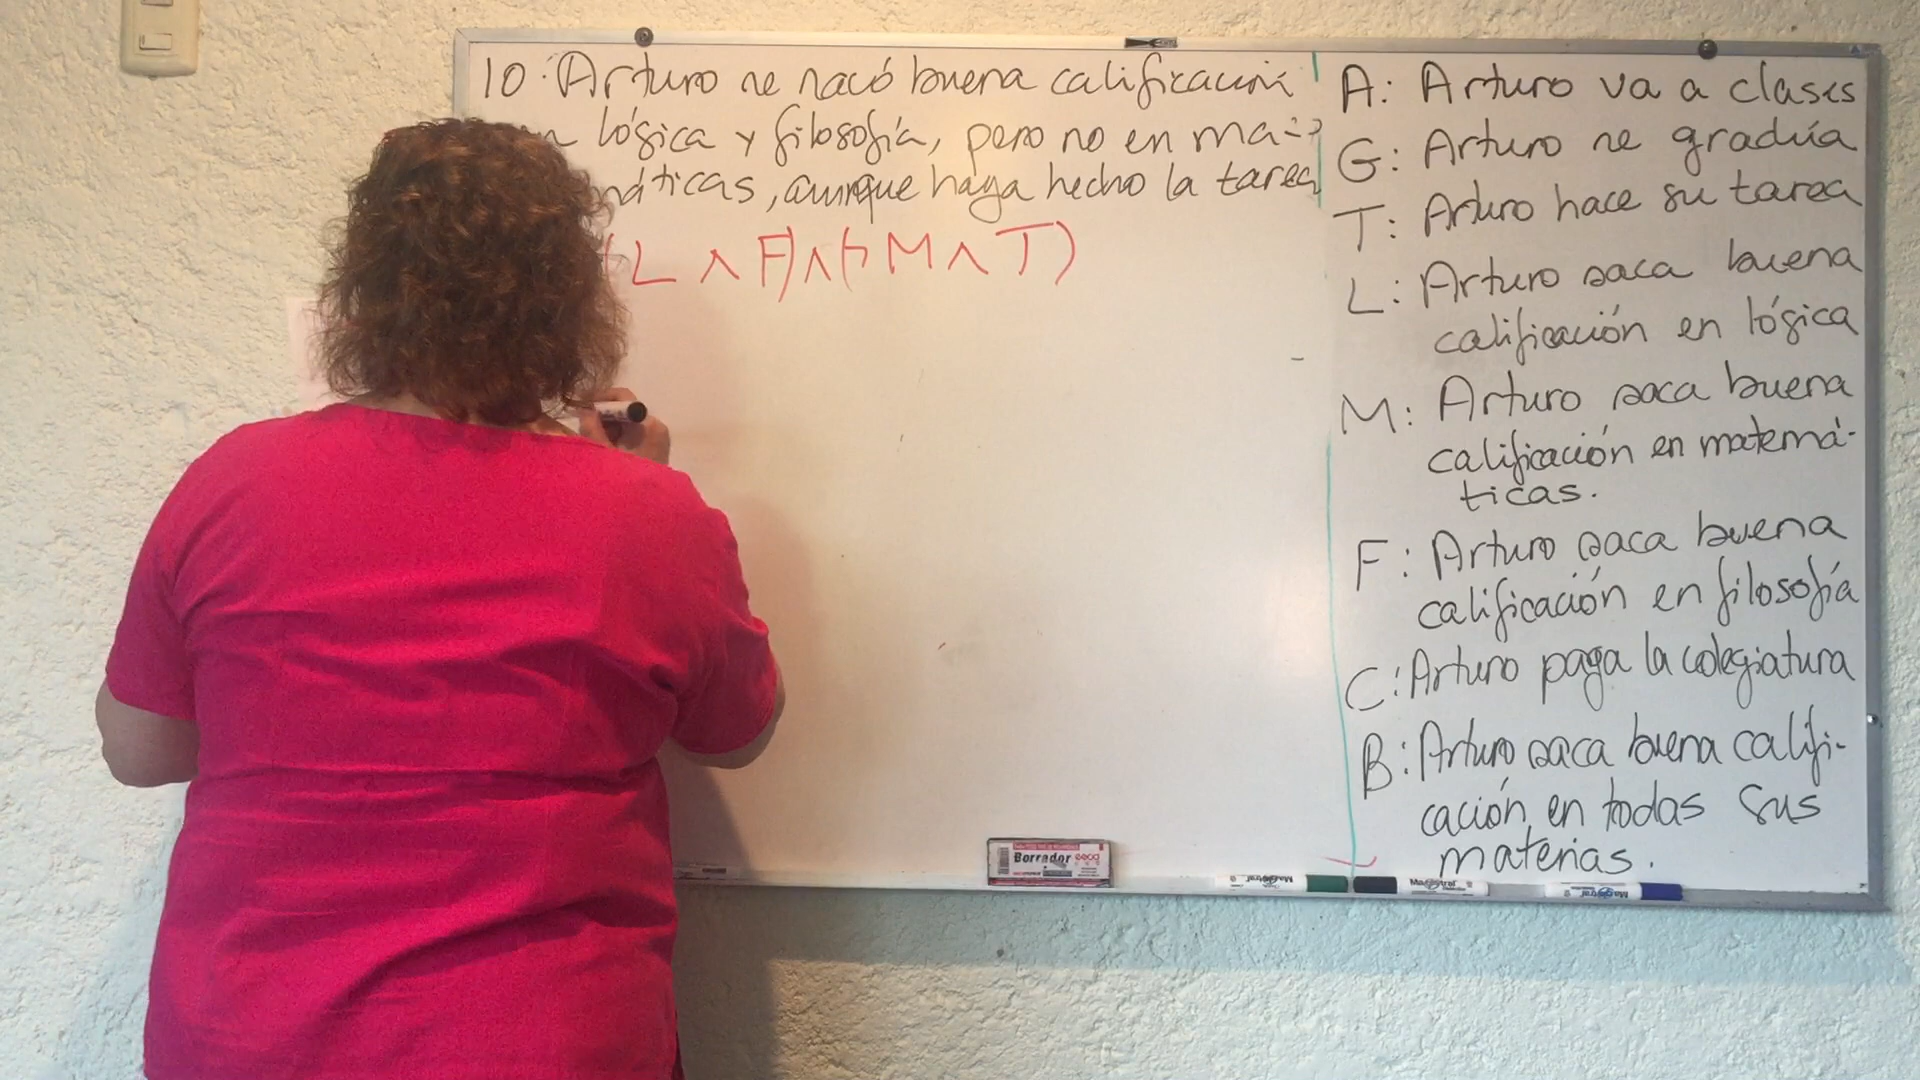 10. Arturo se sacó buena calificación
lógica y filosofía, pero no en ma-
máticas, aunque haya hecho la tarea
(L ∧ F) ∧ (¬ M ∧ T)
A: Arturo va a clases
G: Arturo se gradúa
T: Arturo hace su tarea
L: Arturo saca buena
calificación en lógica
M: Arturo saca buena
calificación en matemá-
ticas.
F: Arturo saca buena
calificación en filosofía
C: Arturo paga la colegiatura
B: Arturo saca buena califi-
cación en todas sus
materias.
Borrador
Magistral
Magistral
Magistral